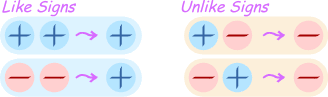 Like Signs
Unlike Signs
+ + → +
+ − → −
− − → +
− + → −